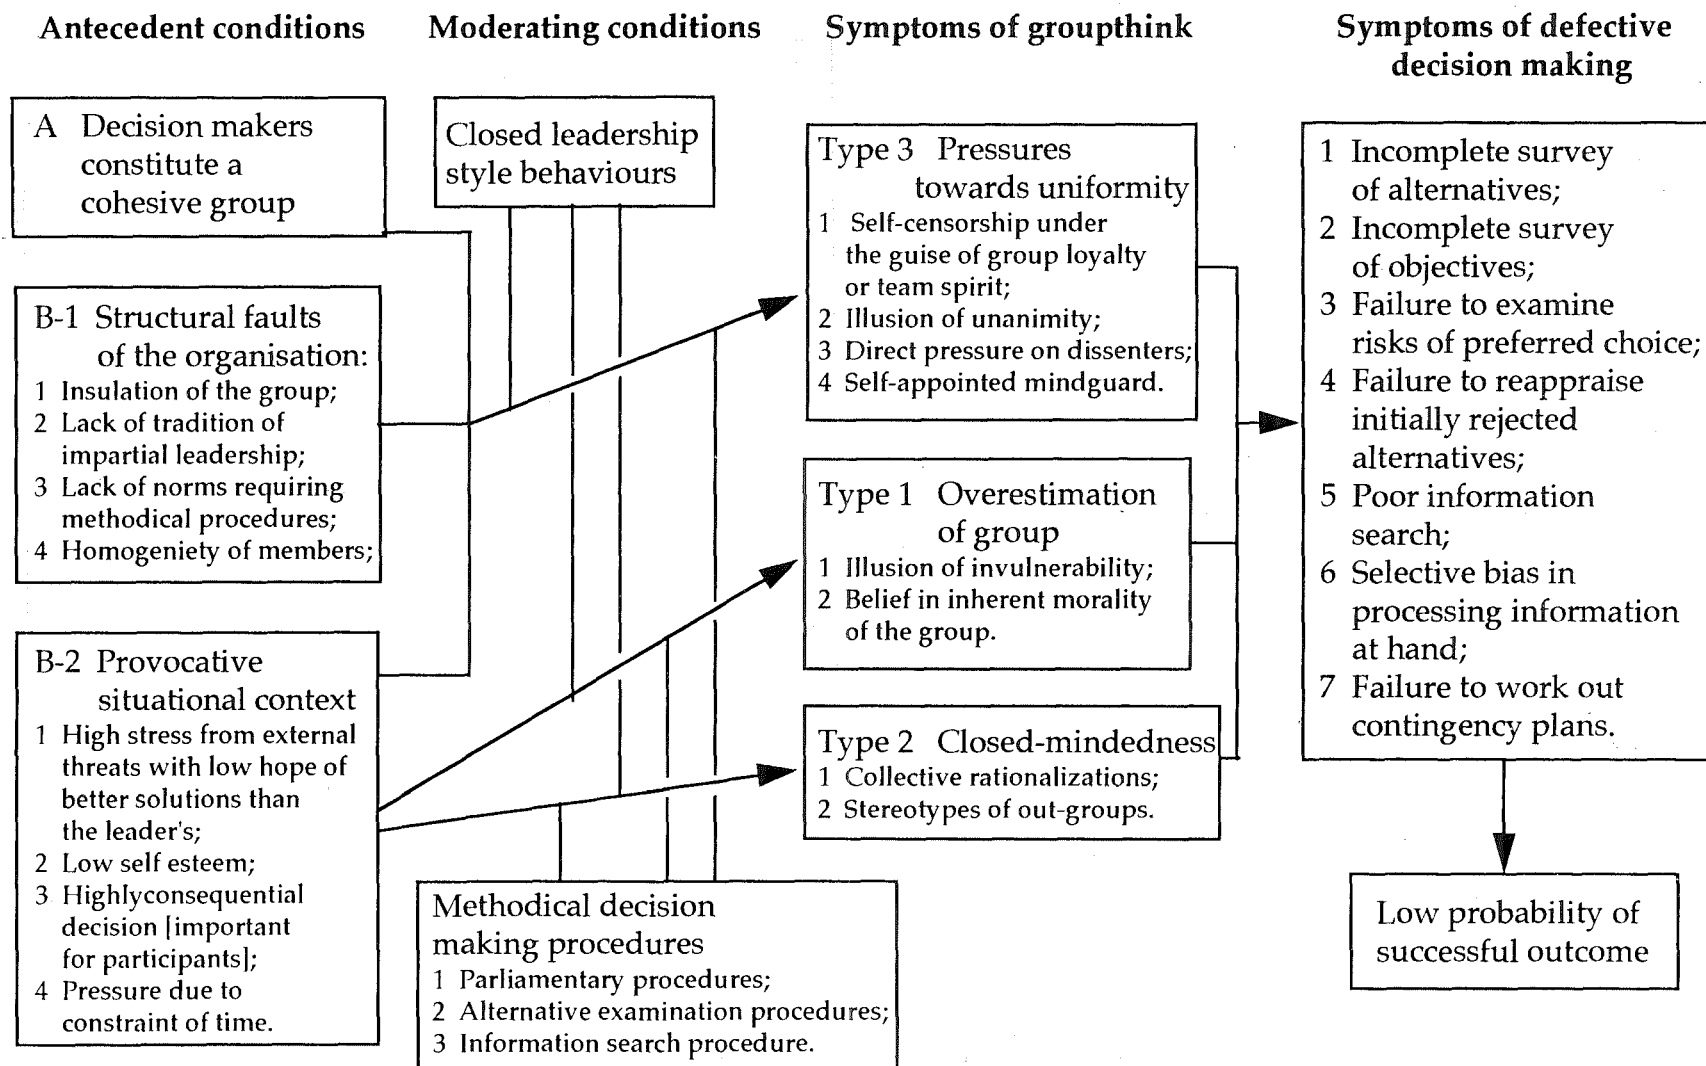 Antecedent conditions
Moderating conditions
Symptoms of groupthink
Symptoms of defective
decision making
A Decision makers
constitute a
cohesive group
B-1 Structural faults
of the organisation:
1 Insulation of the group;
2 Lack of tradition of
impartial leadership;
3 Lack of norms requiring
methodical procedures;
4 Homogeniety of members;
B-2 Provocative
situational context
1 High stress from external
threats with low hope of
better solutions than
the leader's;
2 Low self esteem;
3 Highlyconsequential
decision [important
for participants];
4 Pressure due to
constraint of time.
Closed leadership
style behaviours
Methodical decision
making procedures
1 Parliamentary procedures;
2 Alternative examination procedures;
3 Information search procedure.
Type 3 Pressures
towards uniformity
1 Self-censorship under
the guise of group loyalty
or team spirit;
2 Illusion of unanimity;
3 Direct pressure on dissenters;
4 Self-appointed mindguard.
Type 1 Overestimation
of group
1 Illusion of invulnerability;
2 Belief in inherent morality
of the group.
Type 2 Closed-mindedness
1 Collective rationalizations;
2 Stereotypes of out-groups.
1 Incomplete survey
of alternatives;
2 Incomplete survey
of objectives;
3 Failure to examine
risks of preferred choice;
4 Failure to reappraise
initially rejected
alternatives;
5 Poor information
search;
6 Selective bias in
processing information
at hand;
7 Failure to work out
contingency plans.
Low probability of
successful outcome